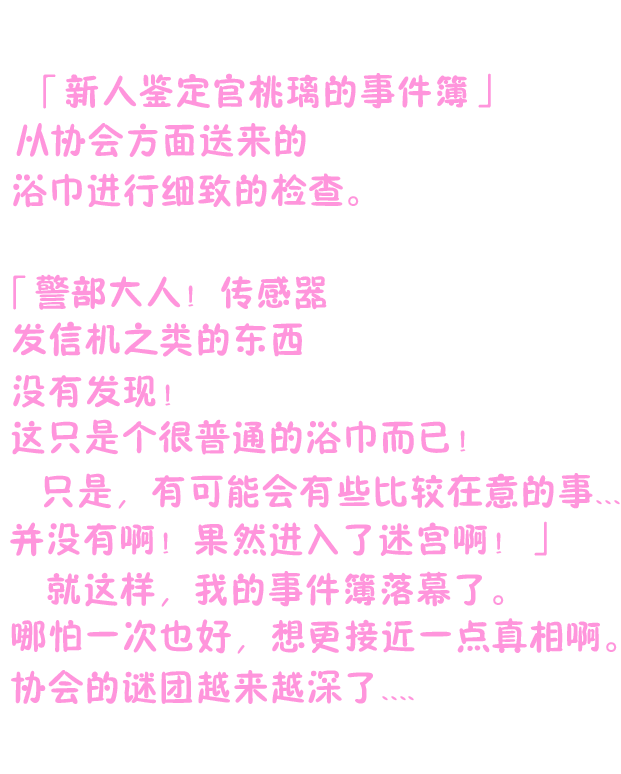 「新人鉴定官桃璃的事件簿」
从协会方面送来的
浴巾进行细致的检查。
「警部大人！传感器
发信机之类的东西
没有发现！
这只是个很普通的浴巾而已！
只是，有可能会有些比较在意的事...
并没有啊！果然进入了迷宫啊！」
就这样，我的事件簿落幕了。
哪怕一次也好，想更接近一点真相啊。
协会的谜团越来越深了、、、、